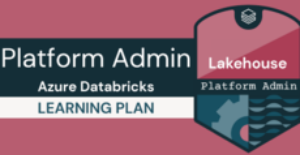 Platform Admin
Azure Databricks
LEARNING PLAN
Lakehouse
Platform Admin